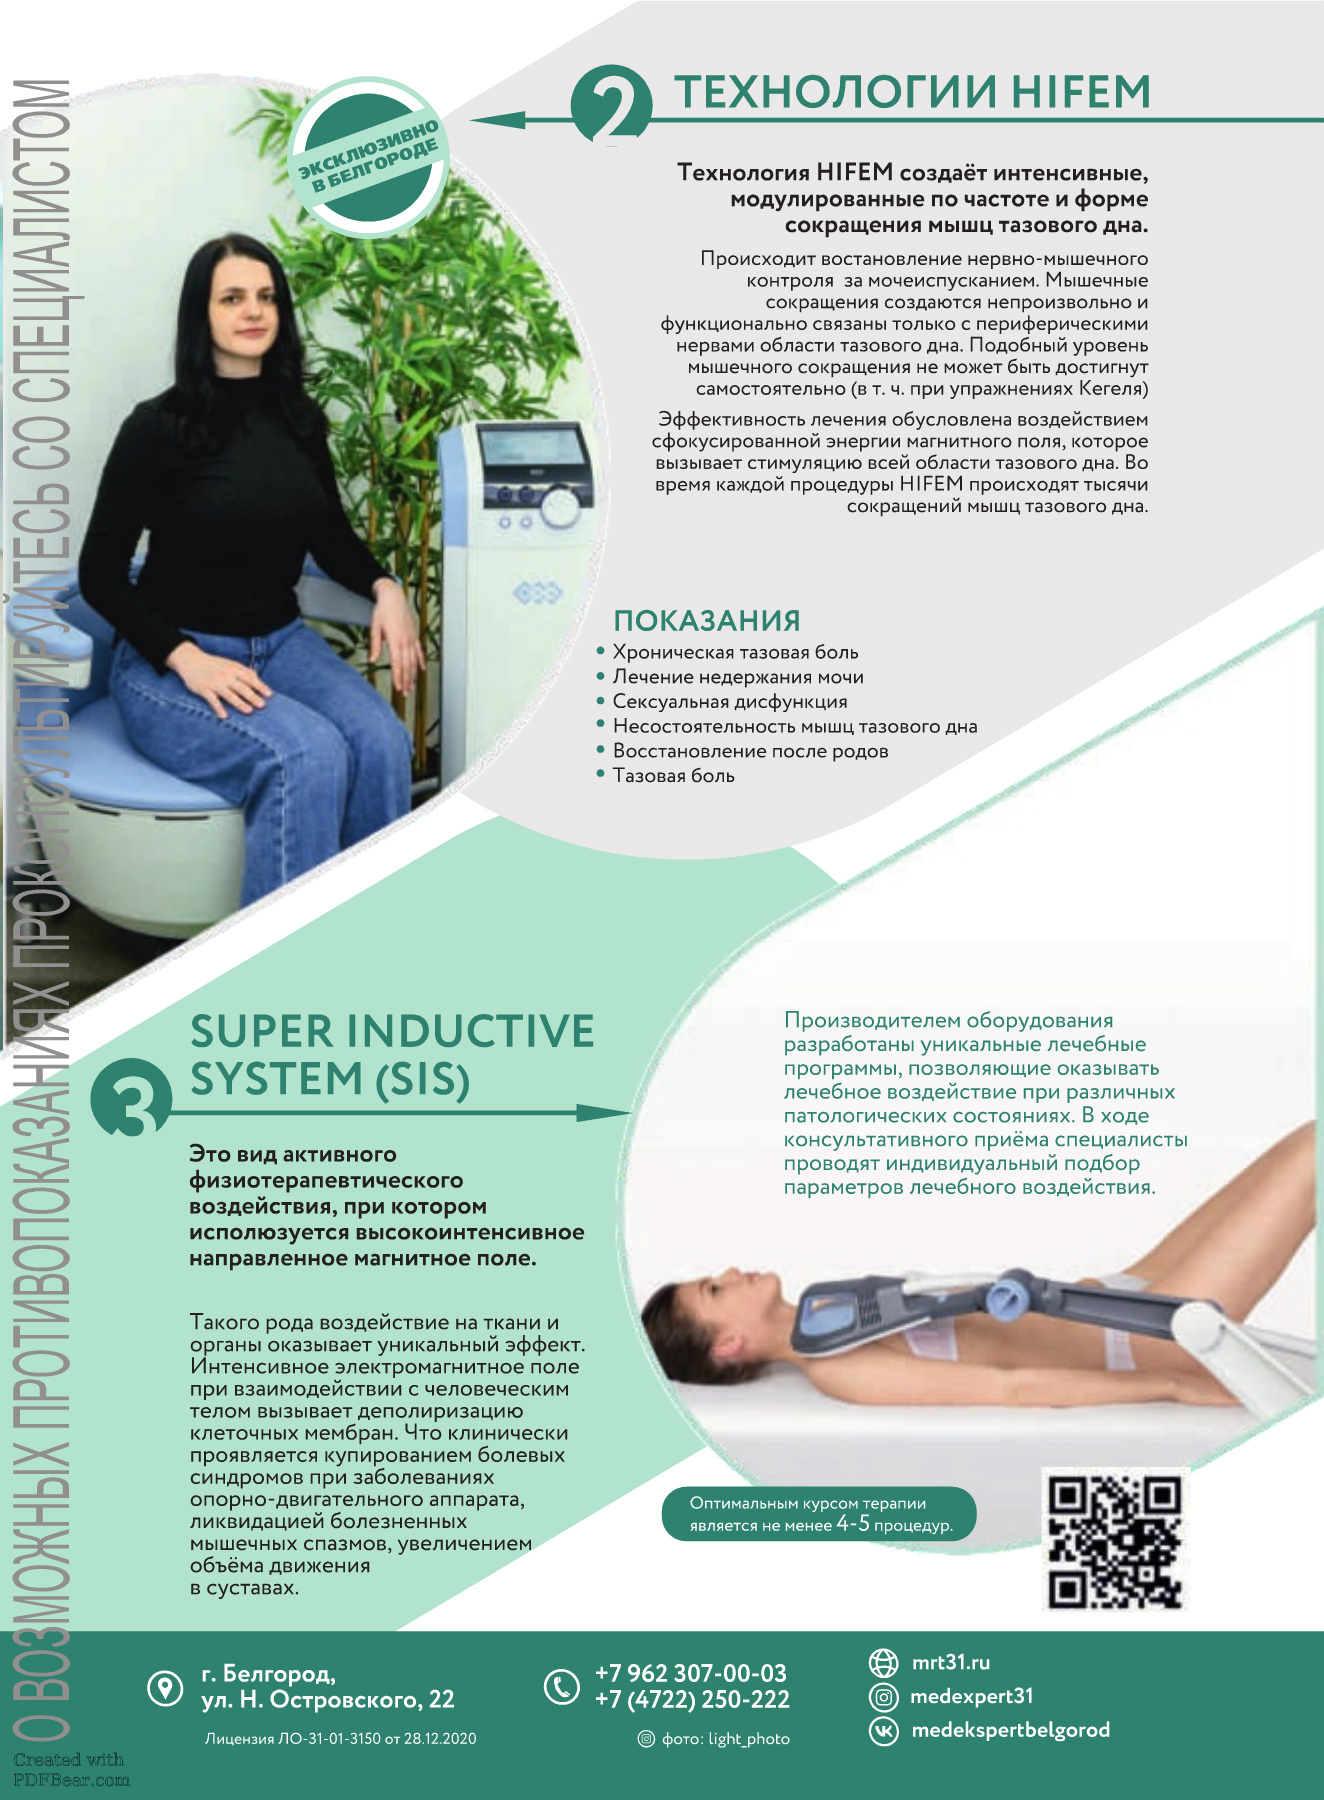 О ВОЗМОЖНЫХ ПРОТИВОПОКАЗАНИЯХ ПРОКОНСУЛЬТИРУЙТЕСЬ СО СПЕЦИАЛИСТОМ
ЭКСКЛЮЗИВНО
В БЕЛГОРОДЕ
2
ТЕХНОЛОГИИ HIFEM
Технология HIFEM создаёт интенсивные,
модулированные по частоте и форме
сокращения мышц тазового дна.
Происходит востановление нервно-мышечного
контроля за мочеиспусканием. Мышечные
сокращения создаются непроизвольно и
функционально связаны только с периферическими
нервами области тазового дна. Подобный уровень
мышечного сокращения не может быть достигнут
самостоятельно (в т. ч. при упражнениях Кегеля)
Эффективность лечения обусловлена воздействием
сфокусированной энергии магнитного поля, которое
вызывает стимуляцию всей области тазового дна. Во
время каждой процедуры HIFEM происходят тысячи
сокращений мышц тазового дна.
ПОКАЗАНИЯ
• Хроническая тазовая боль
• Лечение недержания мочи
• Сексуальная дисфункция
• Несостоятельность мышц тазового дна
• Восстановление после родов
• Тазовая боль
3
SUPER INDUCTIVE
SYSTEM (SIS)
Это вид активного
физиотерапевтического
воздействия, при котором
исполюзуется высокоинтенсивное
направленное магнитное поле.
Такого рода воздействие на ткани и
органы оказывает уникальный эффект.
Интенсивное электромагнитное поле
при взаимодействии с человеческим
телом вызывает деполиризацию
клеточных мембран. Что клинически
проявляется купированием болевых
синдромов при заболеваниях
опорно-двигательного аппарата,
ликвидацией болезненных
мышечных спазмов, увеличением
объёма движения
в суставах.
Производителем оборудования
разработаны уникальные лечебные
программы, позволяющие оказывать
лечебное воздействие при различных
патологических состояниях. В ходе
консультативного приёма специалисты
проводят индивидуальный подбор
параметров лечебного воздействия.
Оптимальным курсом терапии
является не менее 4-5 процедур.
г. Белгород,
ул. Н. Островского, 22
Лицензия ЛО-31-01-3150 от 28.12.2020
+7 962 307-00-03
+7 (4722) 250-222
фото: light_photo
mrt31.ru
medexpert31
medekspertbelgorod
Created with
PDFBear.com